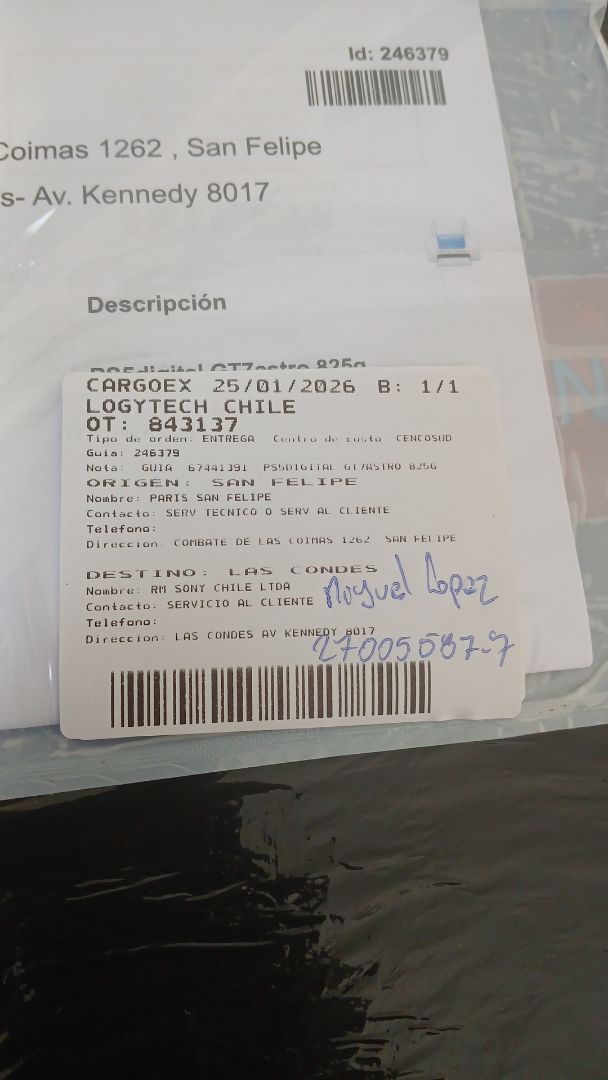 Id: 246379
Coimas 1262 , San Felipe
s- Av. Kennedy 8017
Descripción
PS5digital GT7astro 825g
CARGOEX 25/01/2026 B: 1/1
LOGYTECH CHILE
OT: 843137
Tipo de orden: ENTREGA Centro de costo: CENCOSUD
Guia: 246379
Nota: GUIA 67441391 PS5DIGITAL GT7ASTRO 825G
ORIGEN: SAN FELIPE
Nombre: PARIS SAN FELIPE
Contacto: SERV TECNICO O SERV AL CLIENTE
Telefono:
Direccion: COMBATE DE LAS COIMAS 1262 SAN FELIPE
DESTINO: LAS CONDES
Nombre: RM SONY CHILE LTDA
Contacto: SERVICIO AL CLIENTE
Miguel Lopez
Telefono:
Direccion: LAS CONDES AV KENNEDY 8017
27005587-7